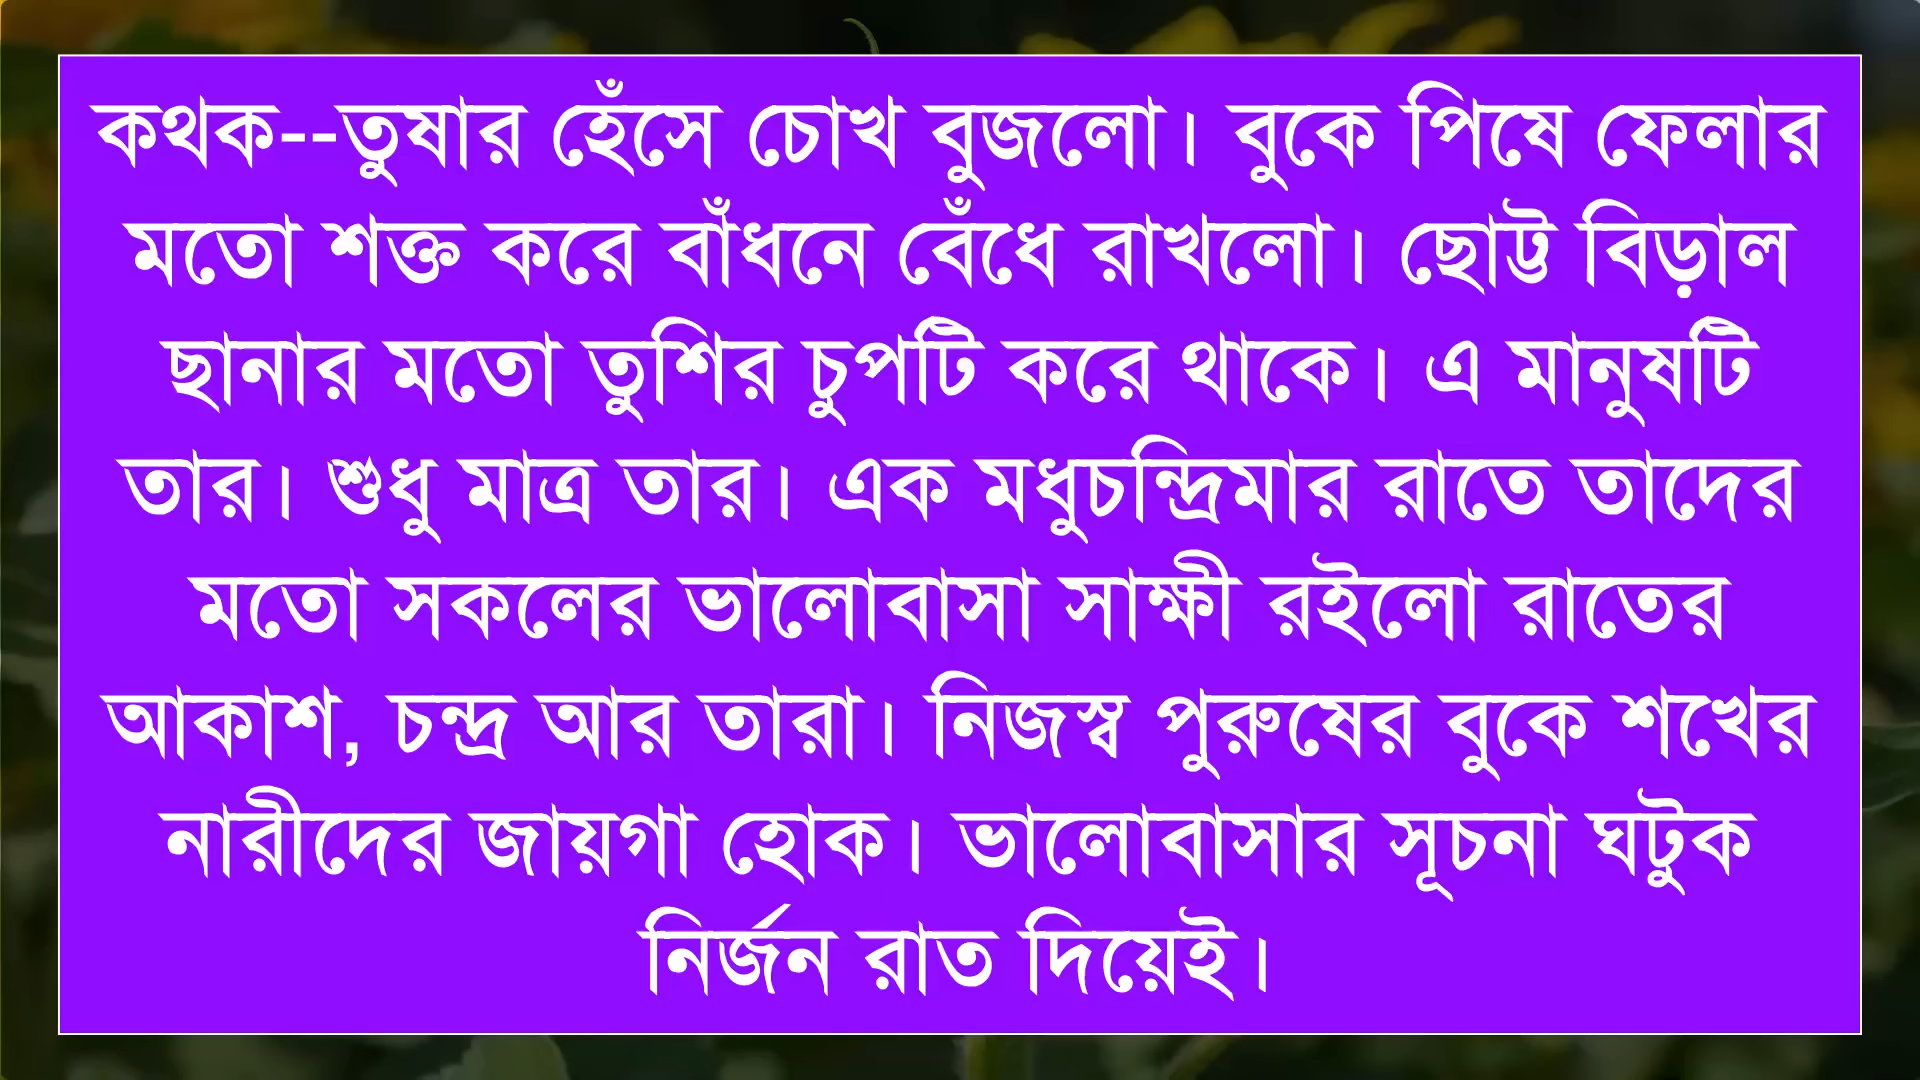 কথক--তুষার হেঁসে চোখ বুজলো। বুকে পিষে ফেলার
মতো শক্ত করে বাঁধনে বেঁধে রাখলো। ছোট্ট বিড়াল
ছানার মতো তুশির চুপটি করে থাকে। এ মানুষটি
তার। শুধু মাত্র তার। এক মধুচন্দ্রিমার রাতে তাদের
মতো সকলের ভালোবাসা সাক্ষী রইলো রাতের
আকাশ, চন্দ্র আর তারা। নিজস্ব পুরুষের বুকে শখের
নারীদের জায়গা হোক। ভালোবাসার সূচনা ঘটুক
নির্জন রাত দিয়েই।